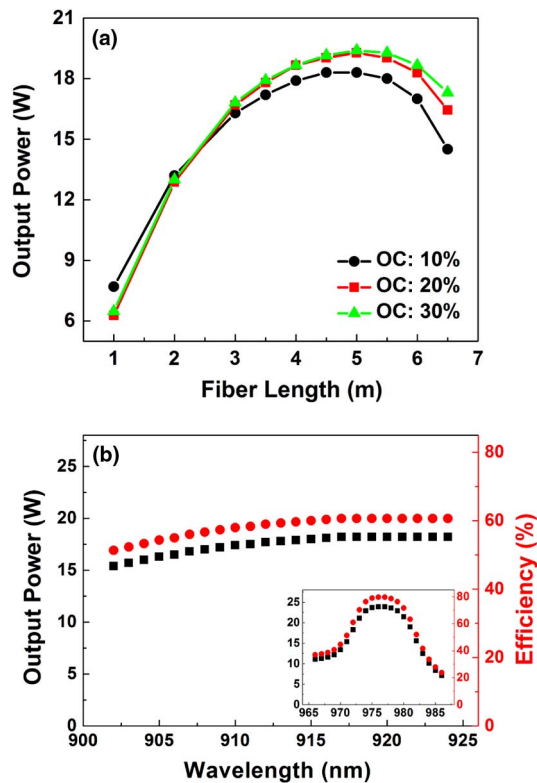 (a)
Output Power (W)
21
18
15
12
9
6
OC: 10%
OC: 20%
OC: 30%
1 2 3 4 5 6 7
Fiber Length (m)
(b)
Output Power (W)
25
20
15
10
5
0
80
60
40
20
0
Efficiency (%)
25
20
15
10
5
0
80
60
40
20
0
965 970 975 980 985
900 905 910 915 920 925
Wavelength (nm)